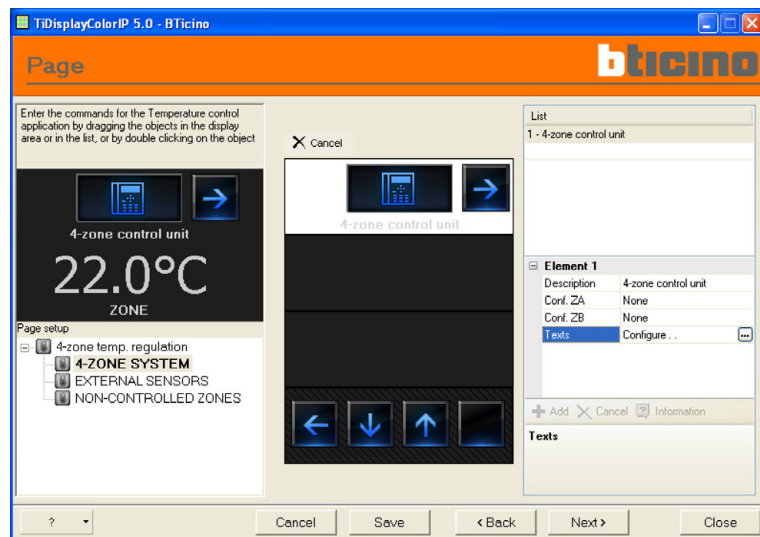 TiDisplayColorIP 5.0 - BTicino
Page
bticino
Enter the commands for the Temperature control
application by dragging the objects in the display
area or in the list, or by double clicking on the object
4-zone control unit
22.0°C
ZONE
Page setup
4-zone temp. regulation
4-ZONE SYSTEM
EXTERNAL SENSORS
NON-CONTROLLED ZONES
Cancel
4-zone control unit
List
1 - 4-zone control unit
Element 1
Description 4-zone control unit
Conf. ZA None
Conf. ZB None
Texts Configure . . ...
Add Cancel Information
Texts
? Cancel Save < Back Next > Close